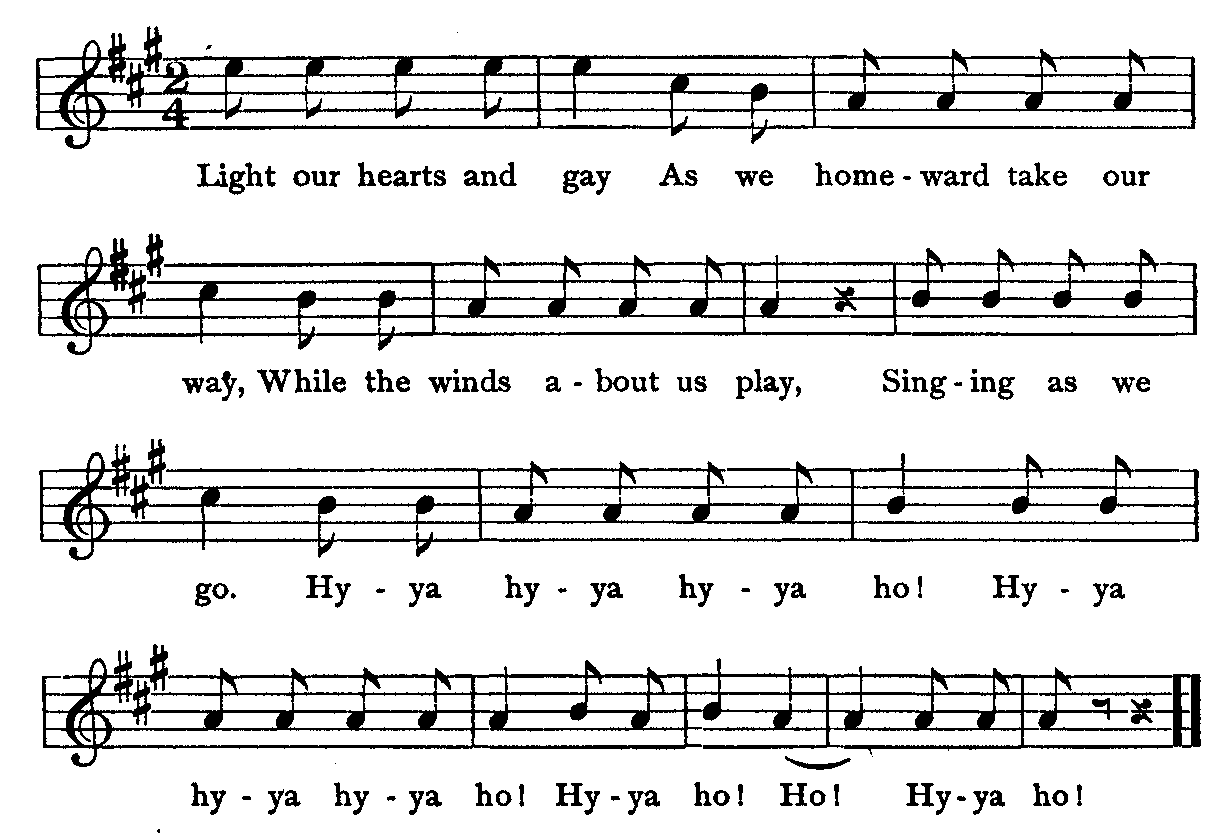 2
4
Light our hearts and gay As we home - ward take our
way, While the winds a - bout us play, Sing - ing as we
go. Hy - ya hy - ya hy - ya ho! Hy - ya
hy - ya hy - ya ho! Hy - ya ho! Ho! Hy - ya ho!